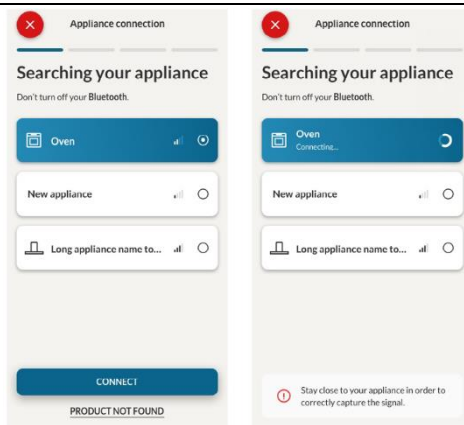 Appliance connection
Searching your appliance
Don't turn off your Bluetooth.
Oven
New appliance
Long appliance name to...
CONNECT
PRODUCT NOT FOUND
Appliance connection
Searching your appliance
Don't turn off your Bluetooth.
Oven
Connecting...
New appliance
Long appliance name to...
Stay close to your appliance in order to
correctly capture the signal.